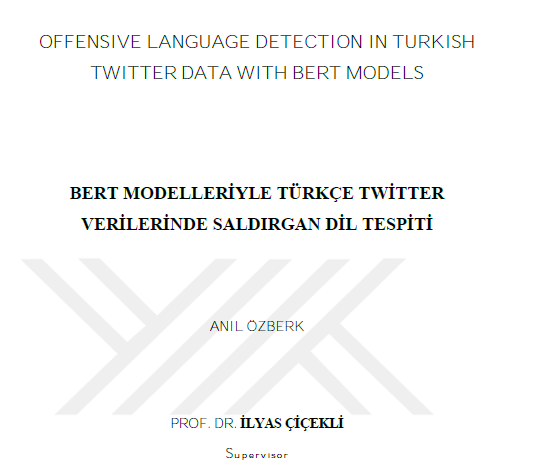 OFFENSIVE LANGUAGE DETECTION IN TURKISH
TWITTER DATA WITH BERT MODELS
BERT MODELLERİYLE TÜRKÇE TWİTTER
VERİLERİNDE SALDIRGAN DİL TESPİTİ
ANIL ÖZBERK
PROF. DR. İLYAS ÇİÇEKLİ
Supervisor